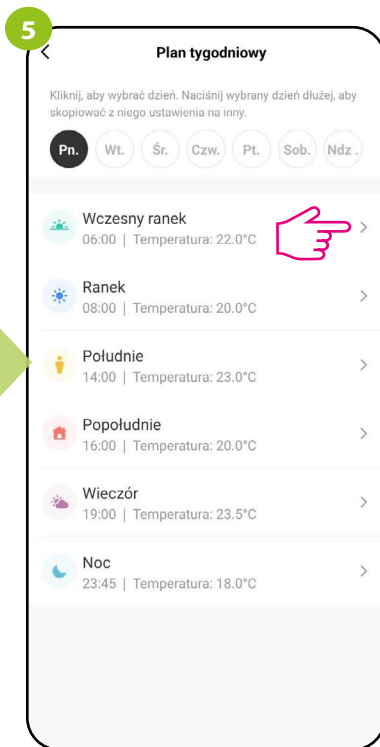 5
Plan tygodniowy
Kliknij, aby wybrać dzień. Naciśnij wybrany dzień dłużej, aby
skopiować z niego ustawienia na inny.
Pn. Wt. Śr. Czw. Pt. Sob. Ndz .
Wczesny ranek
06:00 | Temperatura: 22.0°C
Ranek
08:00 | Temperatura: 20.0°C
Południe
14:00 | Temperatura: 23.0°C
Popołudnie
16:00 | Temperatura: 20.0°C
Wieczór
19:00 | Temperatura: 23.5°C
Noc
23:45 | Temperatura: 18.0°C